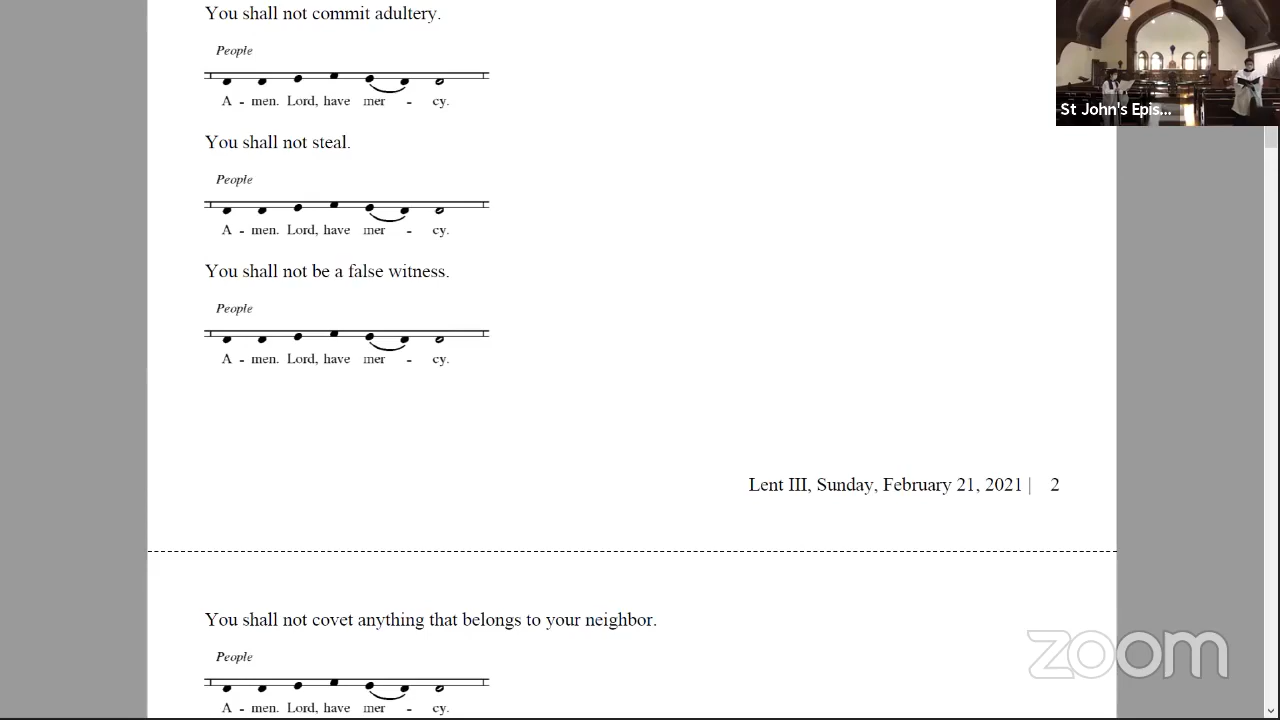 You shall not commit adultery.
People
A - men. Lord, have mer - cy.
You shall not steal.
People
A - men. Lord, have mer - cy.
You shall not be a false witness.
People
A - men. Lord, have mer - cy.
Lent III, Sunday, February 21, 2021 | 2
You shall not covet anything that belongs to your neighbor.
People
A - men. Lord, have mer - cy.
St John's Epis...
zoom